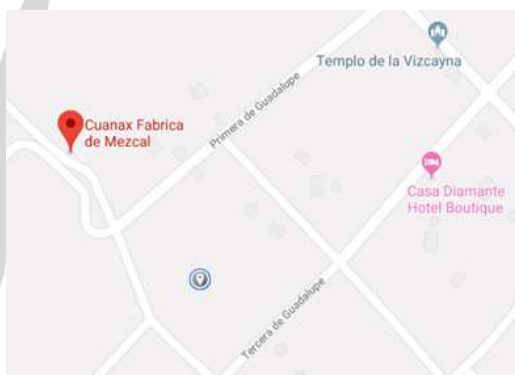 Templo de la Vizcayna
Cuanax Fabrica
de Mezcal
Primera de Guadalupe
Casa Diamante
Hotel Boutique
Tercera de Guadalupe